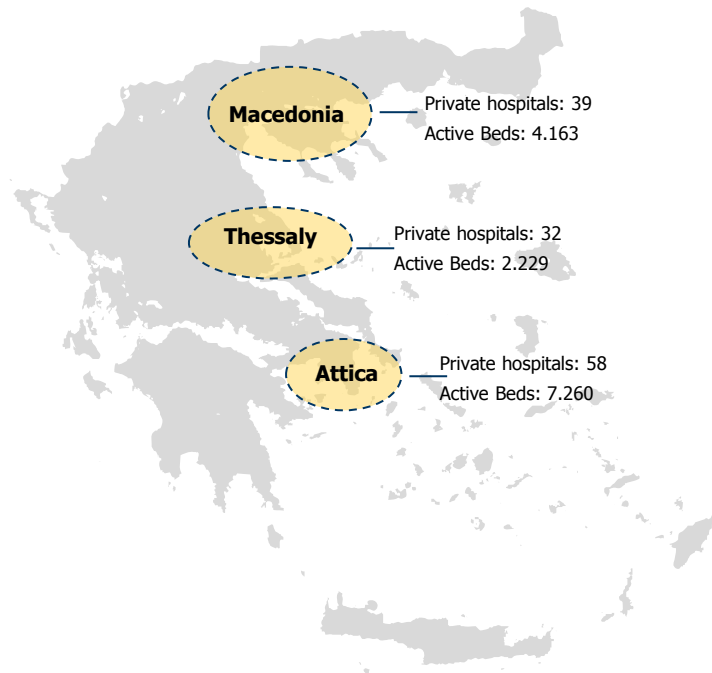 Macedonia
Private hospitals: 39
Active Beds: 4.163
Thessaly
Private hospitals: 32
Active Beds: 2.229
Attica
Private hospitals: 58
Active Beds: 7.260